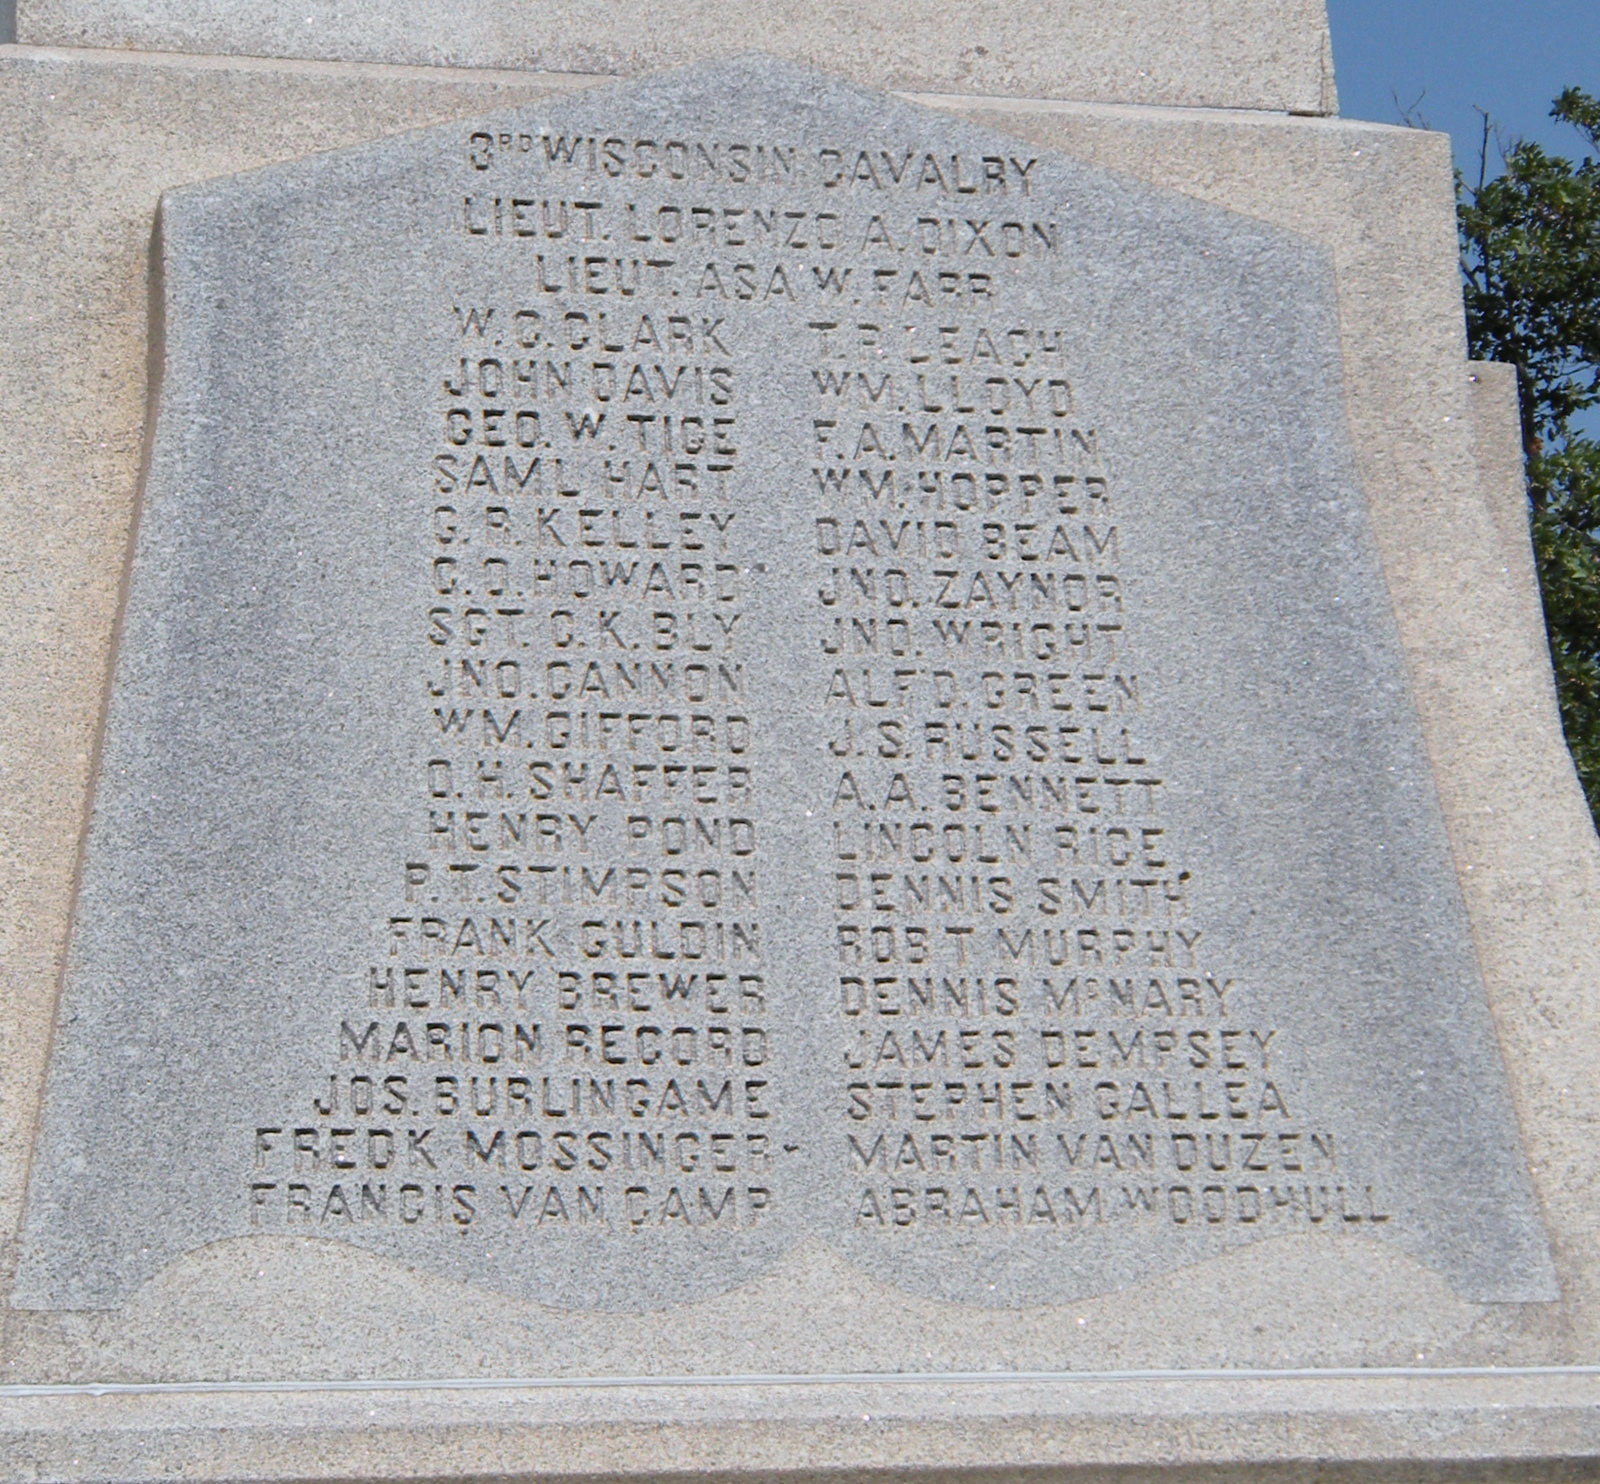 3RD WISCONSIN CAVALRY
LIEUT. LORENZO A. DIXON
LIEUT. ASA W. FARR
W. C. CLARK
JOHN DAVIS
GEO. W. TICE
SAML HART
G. R. KELLEY
C. O. HOWARD
SGT. C. K. BLY
JNO. CANNON
WM. GIFFORD
O. H. SHAFFER
HENRY POND
P. T. STIMPSON
FRANK GULDIN
HENRY BREWER
MARION RECORD
JOS. BURLINGAME
FREDK MOSSINGER
FRANCIS VAN CAMP
T. P. LEACH
WM. LLOYD
F. A. MARTIN
WM. HOPPER
DAVID BEAM
JNO. ZAYNOR
JNO. WRIGHT
ALF'D. GREEN
J. S. RUSSELL
A. A. BENNETT
LINCOLN RICE
DENNIS SMITH
ROBT MURPHY
DENNIS McNARY
JAMES DEMPSEY
STEPHEN GALLEA
MARTIN VAN DUZEN
ABRAHAM WOODHULL